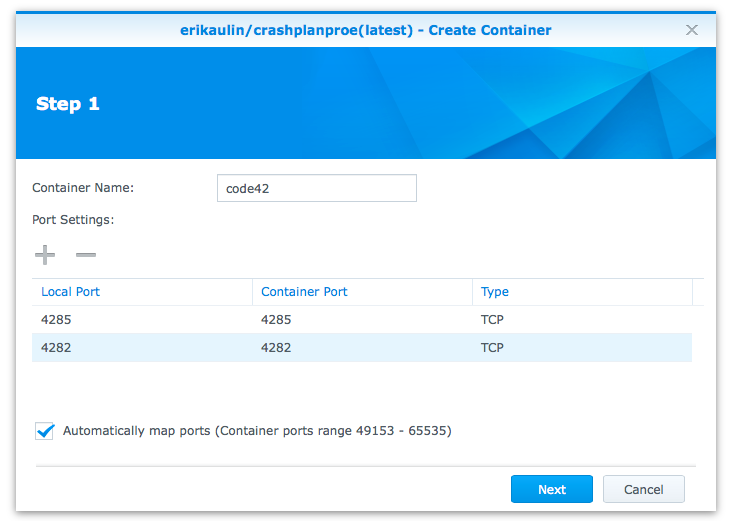 erikaulin/crashplanproe(latest) - Create Container
Step 1
Container Name: code42
Port Settings:
Local Port Container Port Type
4285 4285 TCP
4282 4282 TCP
Automatically map ports (Container ports range 49153 - 65535)
Next Cancel